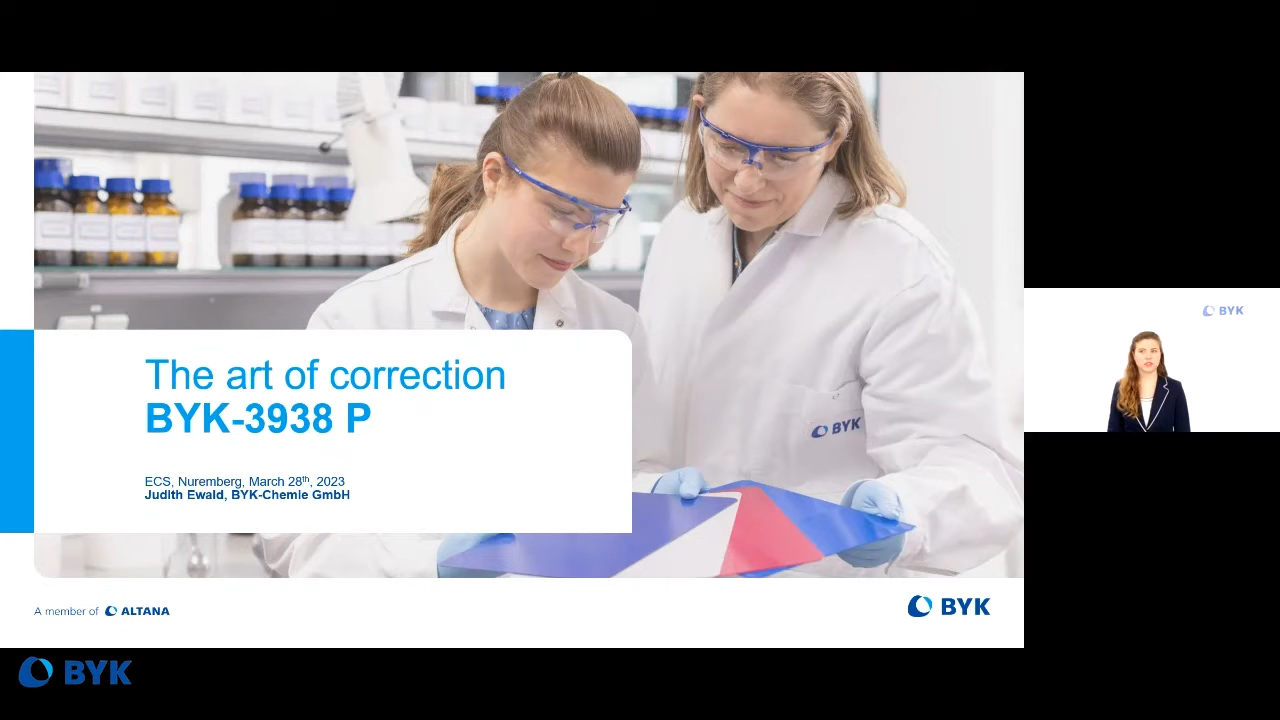 The art of correction
BYK-3938 P
ECS, Nuremberg, March 28th, 2023
Judith Ewald, BYK-Chemie GmbH
BYK
A member of ALTANA
BYK
BYK
BYK